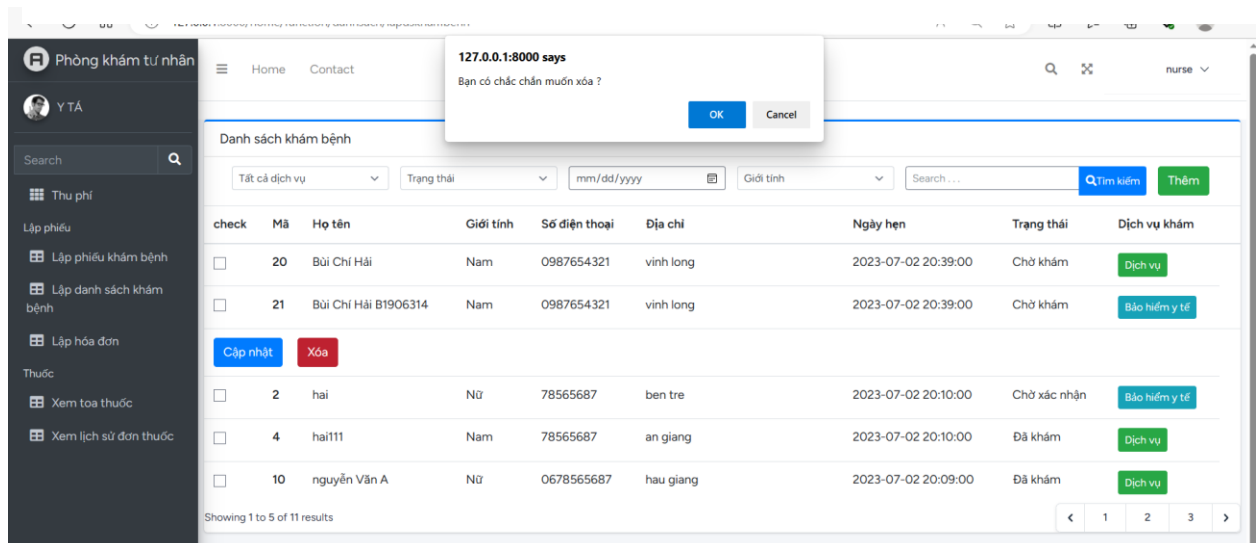 127.0.0.1:8000 says
Bạn có chắc chắn muốn xóa ?
OK Cancel
Phòng khám tư nhân
Y TÁ
Search
Thu phí
Lập phiếu
Lập phiếu khám bệnh
Lập danh sách khám
bệnh
Lập hóa đơn
Thuốc
Xem toa thuốc
Xem lịch sử đơn thuốc
Home Contact nurse
Danh sách khám bệnh
Tất cả dịch vụ Trạng thái mm/dd/yyyy Giới tính Search . . . Tìm kiếm Thêm
check Mã Họ tên Giới tính Số điện thoại Địa chỉ Ngày hẹn Trạng thái Dịch vụ khám
20 Bùi Chí Hải Nam 0987654321 vinh long 2023-07-02 20:39:00 Chờ khám Dịch vụ
21 Bùi Chí Hải B1906314 Nam 0987654321 vinh long 2023-07-02 20:39:00 Chờ khám Bảo hiểm y tế
Cập nhật Xóa
2 hai Nữ 78565687 ben tre 2023-07-02 20:10:00 Chờ xác nhận Bảo hiểm y tế
4 hai111 Nam 78565687 an giang 2023-07-02 20:10:00 Đã khám Dịch vụ
10 nguyễn Văn A Nữ 0678565687 hau giang 2023-07-02 20:09:00 Đã khám Dịch vụ
Showing 1 to 5 of 11 results
‹ 1 2 3 ›